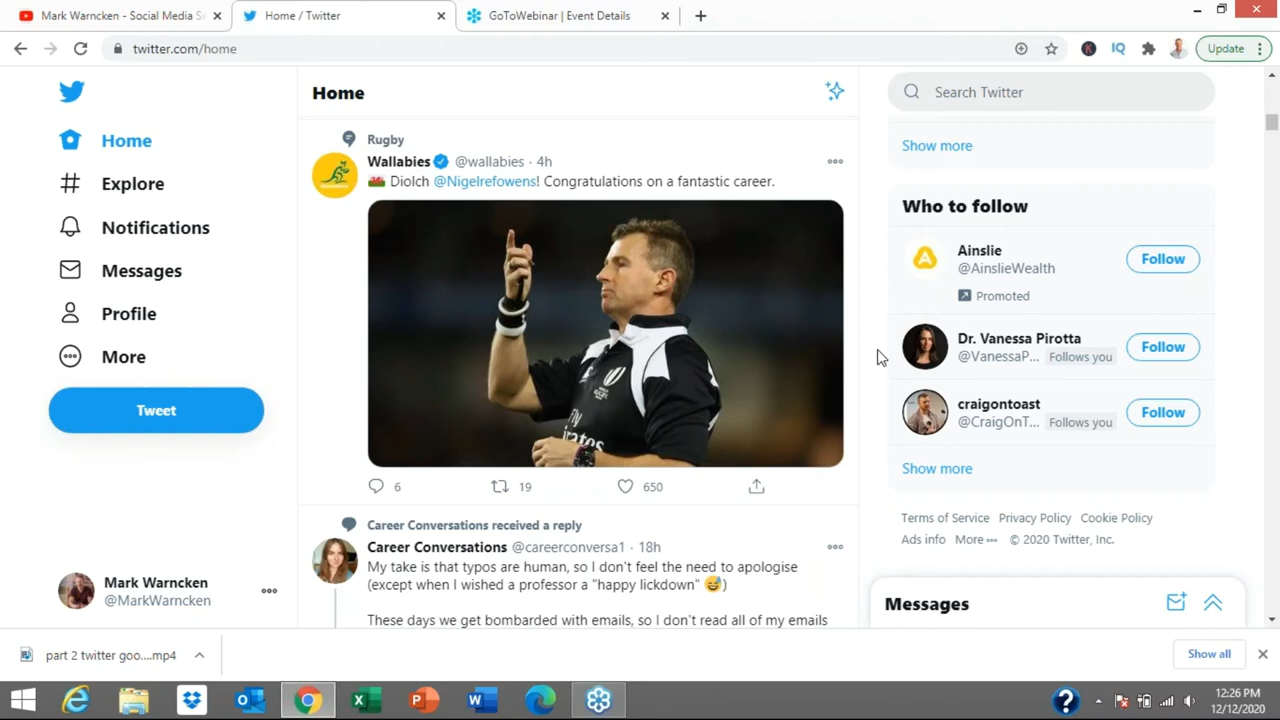 Mark Warncken - Social Media Se
Home / Twitter
GoToWebinar | Event Details
twitter.com/home
IQ
Update
Home
Search Twitter
Home
Explore
Notifications
Messages
Profile
More
Tweet
Mark Warncken
@MarkWarncken
Rugby
Wallabies @wallabies · 4h
Diolch @Nigelrefowens! Congratulations on a fantastic career.
6 19 650
Career Conversations received a reply
Career Conversations @careerconversa1 · 18h
My take is that typos are human, so I don't feel the need to apologise
(except when I wished a professor a "happy lickdown" 😅)
These days we get bombarded with emails, so I don't read all of my emails
Show more
Who to follow
Ainslie
@AinslieWealth
Follow
Promoted
Dr. Vanessa Pirotta
@VanessaP... Follows you
Follow
craigontoast
@CraigOnT... Follows you
Follow
Show more
Terms of Service Privacy Policy Cookie Policy
Ads info More ··· © 2020 Twitter, Inc.
Messages
part 2 twitter goo....mp4
Show all
12:26 PM
12/12/2020